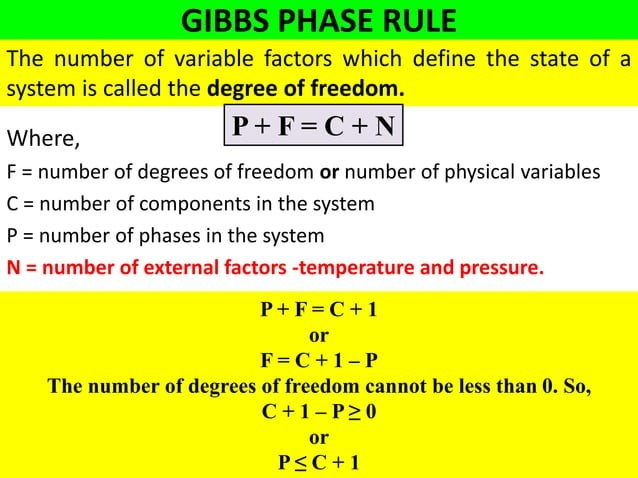 GIBBS PHASE RULE
The number of variable factors which define the state of a
system is called the degree of freedom.
P + F = C + N
Where,
F = number of degrees of freedom or number of physical variables
C = number of components in the system
P = number of phases in the system
N = number of external factors -temperature and pressure.
P + F = C + 1
or
F = C + 1 – P
The number of degrees of freedom cannot be less than 0. So,
C + 1 – P ≥ 0
or
P ≤ C + 1